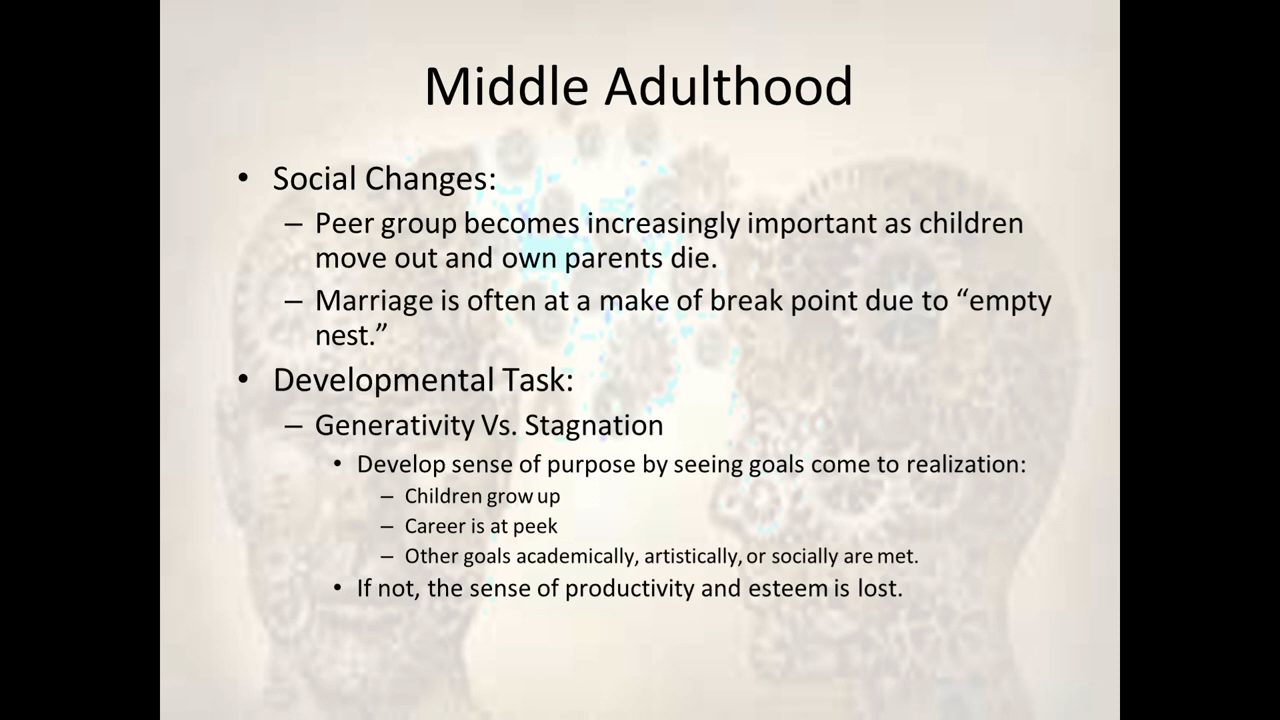 Middle Adulthood
• Social Changes:
– Peer group becomes increasingly important as children
move out and own parents die.
– Marriage is often at a make of break point due to “empty
nest.”
• Developmental Task:
– Generativity Vs. Stagnation
• Develop sense of purpose by seeing goals come to realization:
– Children grow up
– Career is at peek
– Other goals academically, artistically, or socially are met.
• If not, the sense of productivity and esteem is lost.